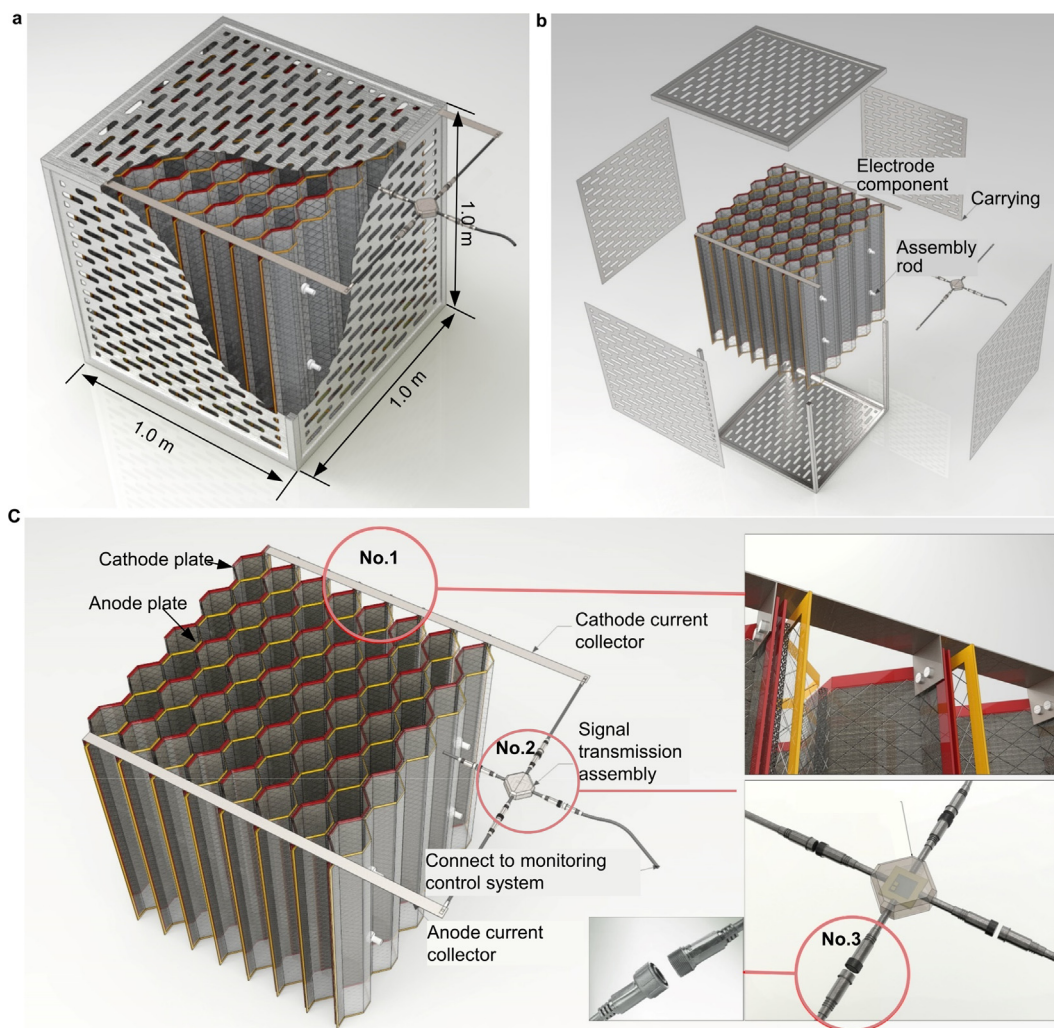 a
1.0 m
1.0 m
1.0 m
b
Electrode
component
Carrying
Assembly
rod
C
Cathode plate
Anode plate
No.1
Cathode current
collector
No.2
Signal
transmission
assembly
Connect to monitoring
control system
Anode current
collector
No.3